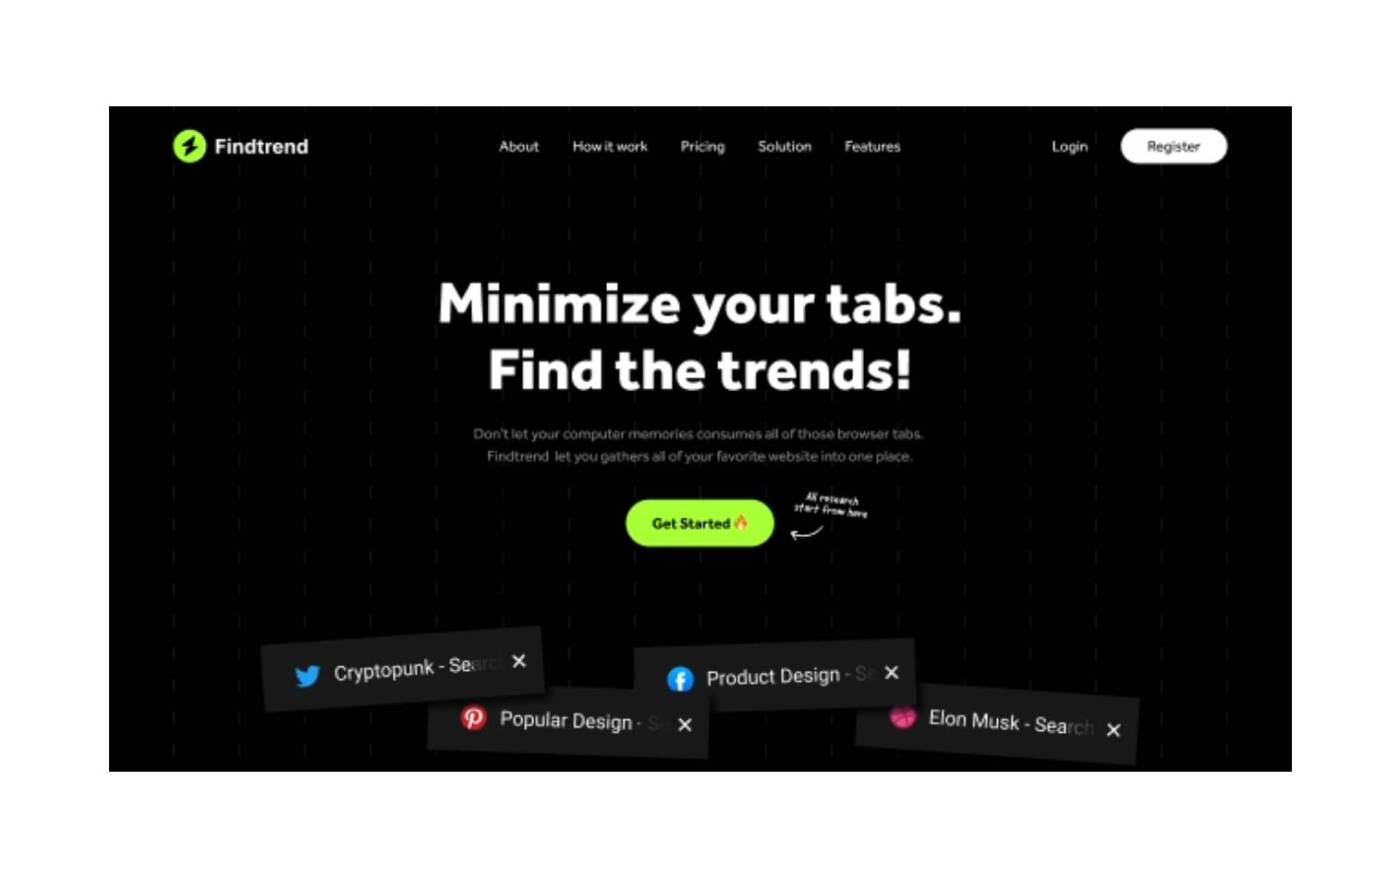 Findtrend
About
How it work
Pricing
Solution
Features
Login
Register
Minimize your tabs.
Find the trends!
Don't let your computer memories consumes all of those browser tabs.
Findtrend let you gathers all of your favorite website into one place.
Get Started
All research
start from here
Cryptopunk - Search
Product Design - Se
Popular Design - Se
Elon Musk - Search